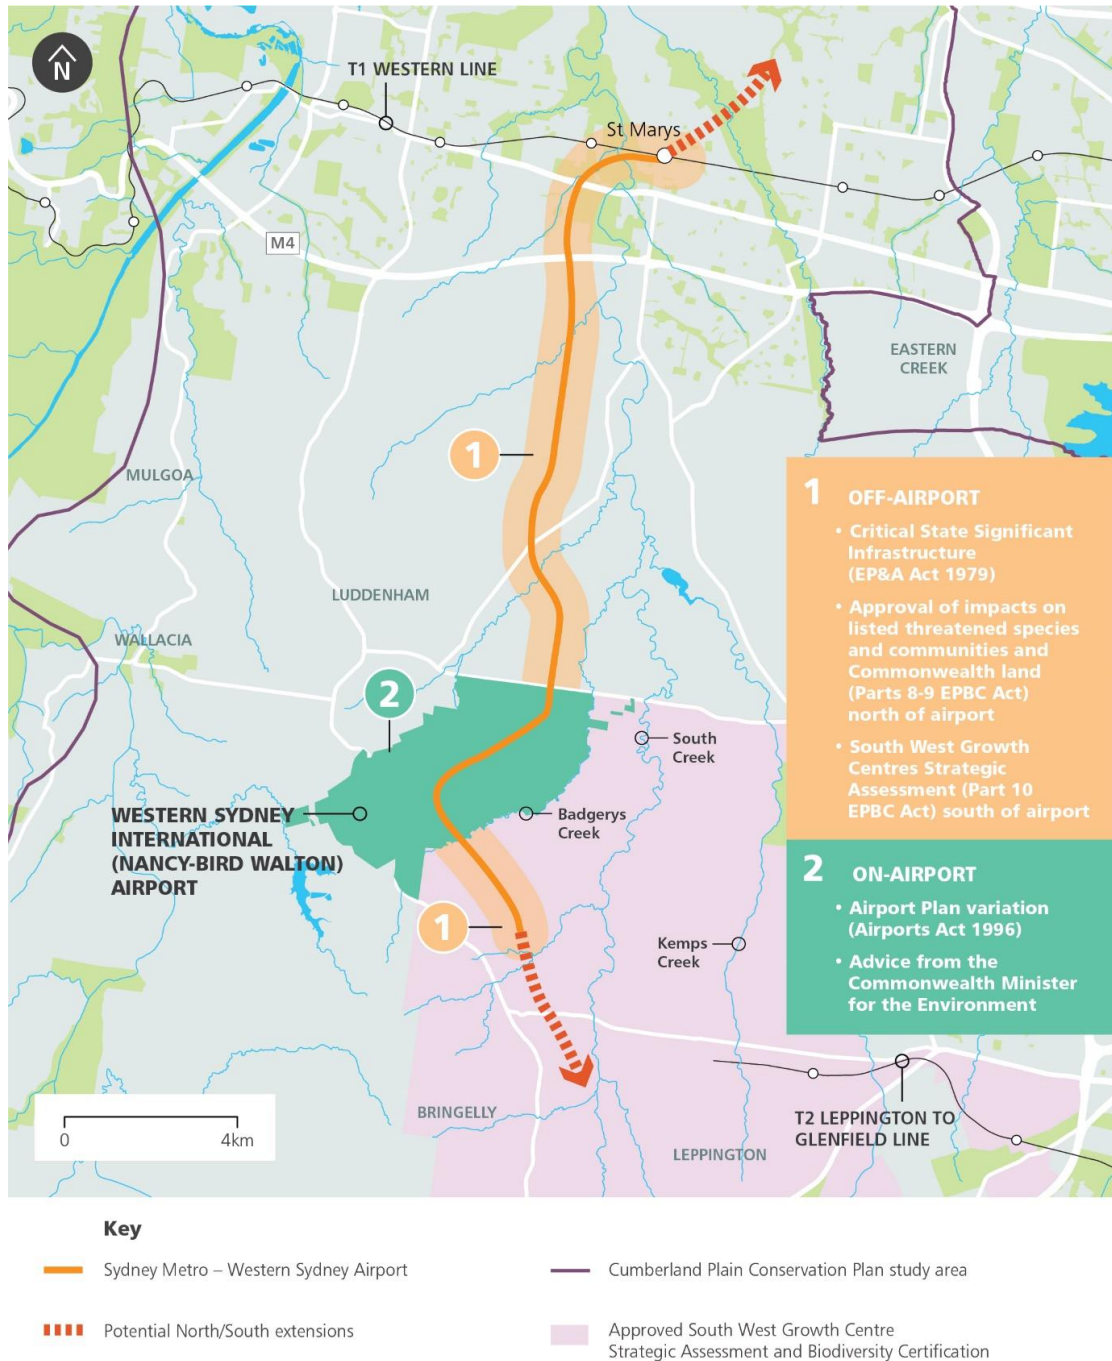 N
T1 WESTERN LINE
St Marys
M4
EASTERN
CREEK
1
MULGOA
LUDDENHAM
WALLACIA
2
South
Creek
WESTERN SYDNEY
INTERNATIONAL
(NANCY-BIRD WALTON)
AIRPORT
Badgerys
Creek
1
Kemps
Creek
BRINGELLY
LEPPINGTON
T2 LEPPINGTON TO
GLENFIELD LINE
0 4km
1 OFF-AIRPORT
• Critical State Significant
Infrastructure
(EP&A Act 1979)
• Approval of impacts on
listed threatened species
and communities and
Commonwealth land
(Parts 8-9 EPBC Act)
north of airport
• South West Growth
Centres Strategic
Assessment (Part 10
EPBC Act) south of airport
2 ON-AIRPORT
• Airport Plan variation
(Airports Act 1996)
• Advice from the
Commonwealth Minister
for the Environment
Key
Sydney Metro – Western Sydney Airport
Cumberland Plain Conservation Plan study area
Potential North/South extensions
Approved South West Growth Centre
Strategic Assessment and Biodiversity Certification